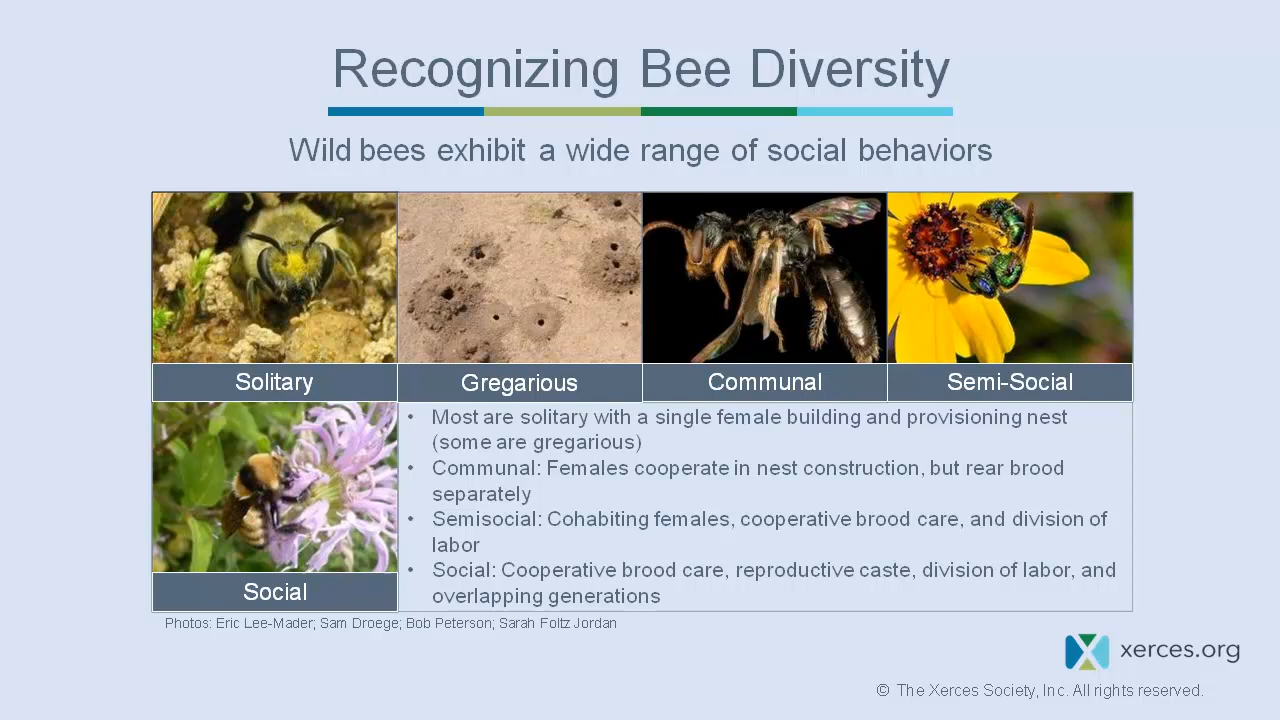 Recognizing Bee Diversity
Wild bees exhibit a wide range of social behaviors
Solitary
Gregarious
Communal
Semi-Social
Social
• Most are solitary with a single female building and provisioning nest
(some are gregarious)
• Communal: Females cooperate in nest construction, but rear brood
separately
• Semisocial: Cohabiting females, cooperative brood care, and division of
labor
• Social: Cooperative brood care, reproductive caste, division of labor, and
overlapping generations
Photos: Eric Lee-Mader; Sam Droege; Bob Peterson; Sarah Foltz Jordan
xerces.org
© The Xerces Society, Inc. All rights reserved.